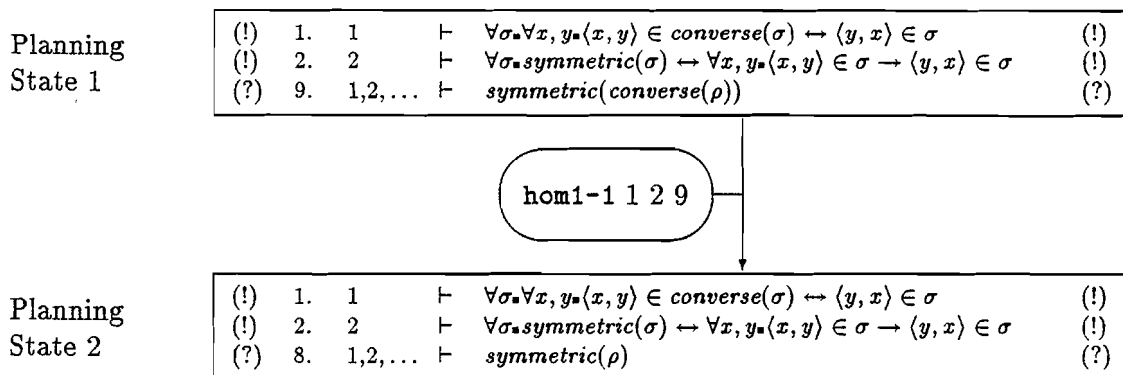 Planning
State 1
(!) 1. 1 ⊢ ∀σ▪∀x, y▪⟨x, y⟩ ∈ converse(σ) ↔ ⟨y, x⟩ ∈ σ (!)
(!) 2. 2 ⊢ ∀σ▪symmetric(σ) ↔ ∀x, y▪⟨x, y⟩ ∈ σ → ⟨y, x⟩ ∈ σ (!)
(?) 9. 1,2,... ⊢ symmetric(converse(ρ)) (?)
hom1-1 1 2 9
Planning
State 2
(!) 1. 1 ⊢ ∀σ▪∀x, y▪⟨x, y⟩ ∈ converse(σ) ↔ ⟨y, x⟩ ∈ σ (!)
(!) 2. 2 ⊢ ∀σ▪symmetric(σ) ↔ ∀x, y▪⟨x, y⟩ ∈ σ → ⟨y, x⟩ ∈ σ (!)
(?) 8. 1,2,... ⊢ symmetric(ρ) (?)